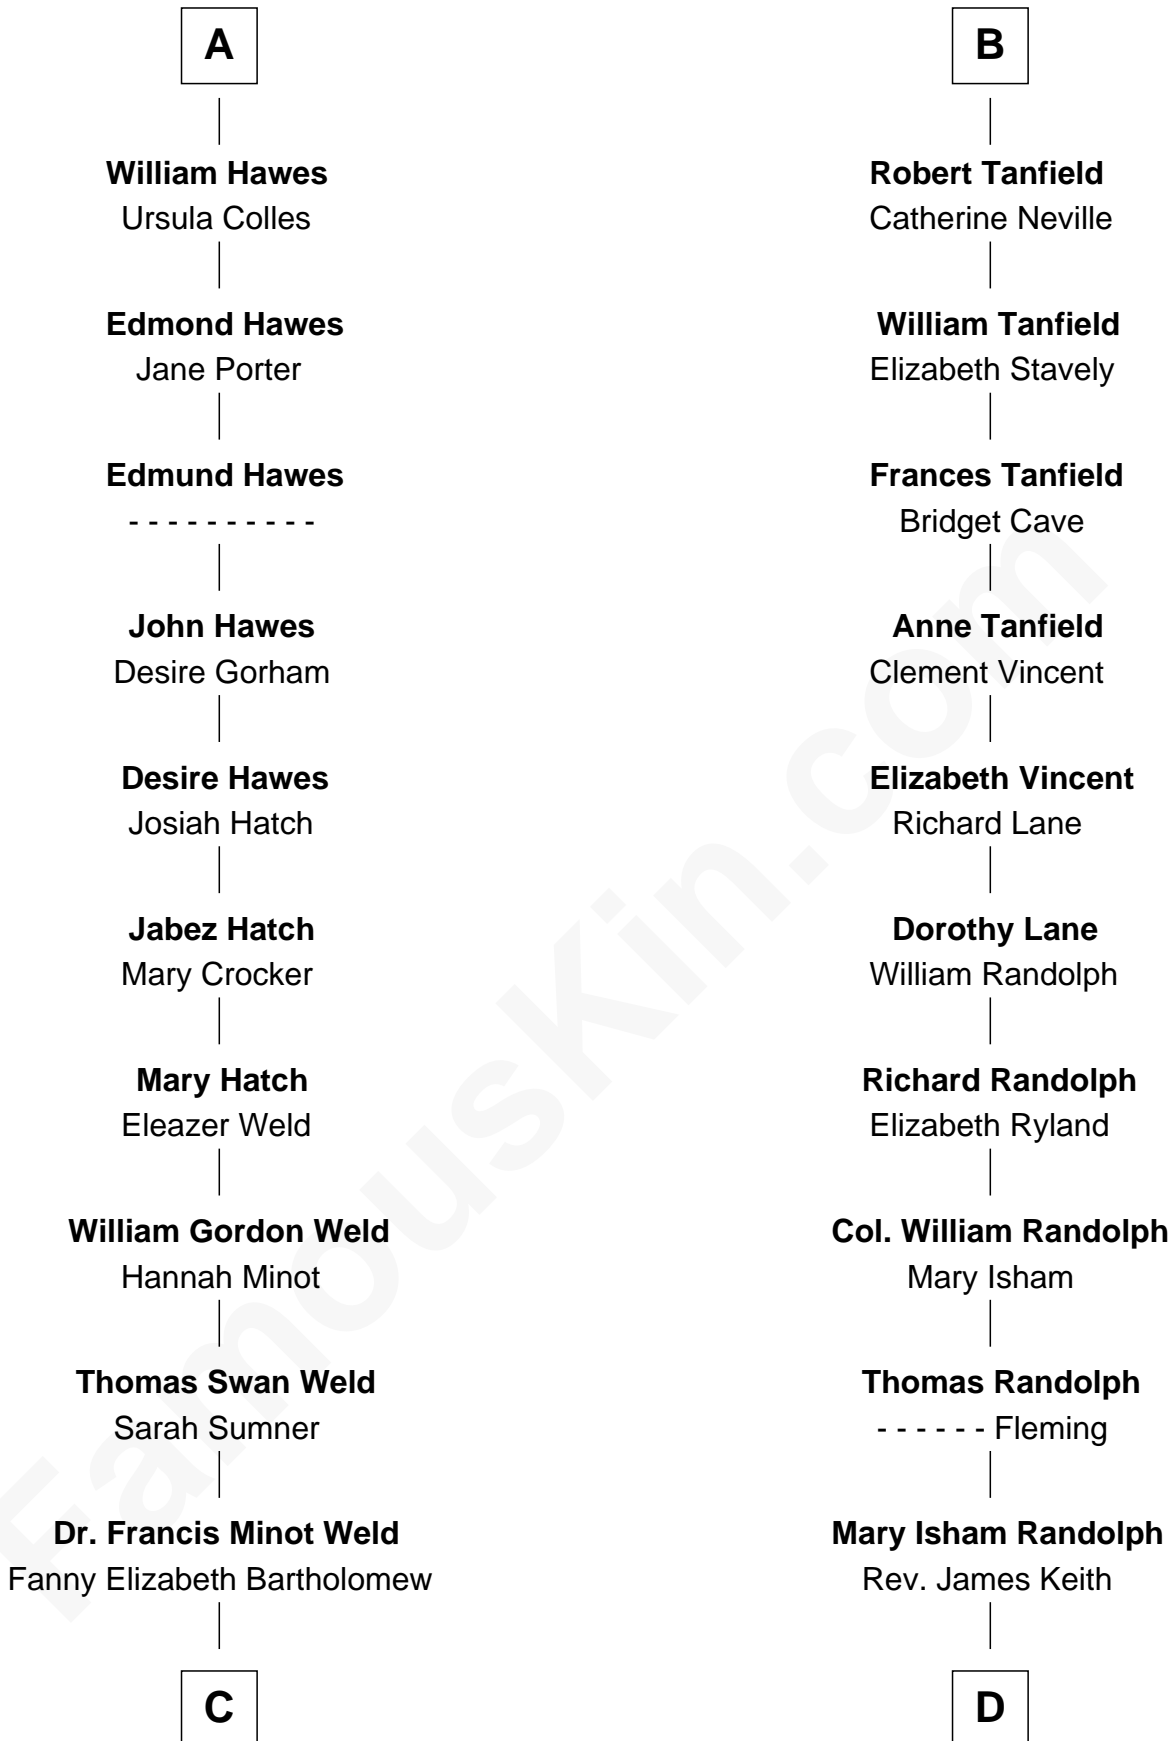 A
William Hawes
Ursula Colles
Edmond Hawes
Jane Porter
Edmund Hawes
- - - - - - - - - -
John Hawes
Desire Gorham
Desire Hawes
Josiah Hatch
Jabez Hatch
Mary Crocker
Mary Hatch
Eleazer Weld
William Gordon Weld
Hannah Minot
Thomas Swan Weld
Sarah Sumner
Dr. Francis Minot Weld
Fanny Elizabeth Bartholomew
C
B
Robert Tanfield
Catherine Neville
William Tanfield
Elizabeth Stavely
Frances Tanfield
Bridget Cave
Anne Tanfield
Clement Vincent
Elizabeth Vincent
Richard Lane
Dorothy Lane
William Randolph
Richard Randolph
Elizabeth Ryland
Col. William Randolph
Mary Isham
Thomas Randolph
- - - - - - Fleming
Mary Isham Randolph
Rev. James Keith
D
FamousKin.com